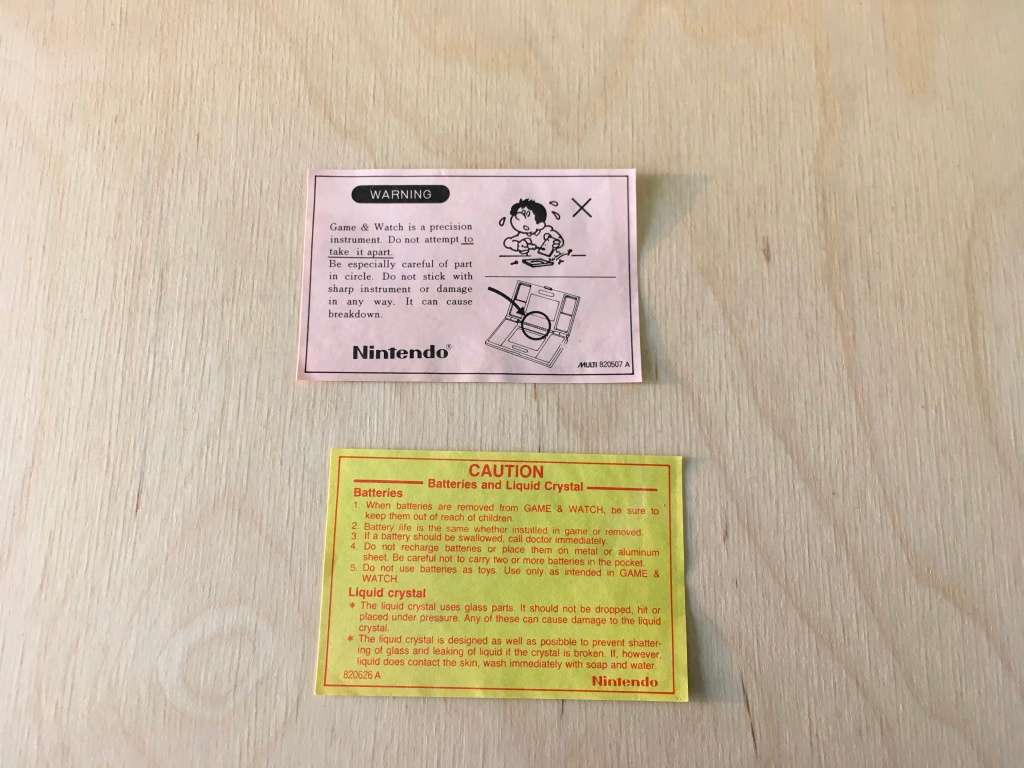 WARNING
Game & Watch is a precision
instrument. Do not attempt to
take it apart.
Be especially careful of part
in circle. Do not stick with
sharp instrument or damage
in any way. It can cause
breakdown.
Nintendo®
MULTI 820507 A
CAUTION
Batteries and Liquid Crystal
Batteries
1. When batteries are removed from GAME & WATCH, be sure to
keep them out of reach of children.
2. Battery life is the same whether installed in game or removed.
3. If a battery should be swallowed, call doctor immediately.
4. Do not recharge batteries or place them on metal or aluminum
sheet. Be careful not to carry two or more batteries in the pocket.
5. Do not use batteries as toys. Use only as intended in GAME &
WATCH.
Liquid crystal
* The liquid crystal uses glass parts. It should not be dropped, hit or
placed under pressure. Any of these can cause damage to the liquid
crystal.
* The liquid crystal is designed as well as posibble to prevent shatter-
ing of glass and leaking of liquid if the crystal is broken. If, however,
liquid does contact the skin, wash immediately with soap and water.
820626 A
Nintendo